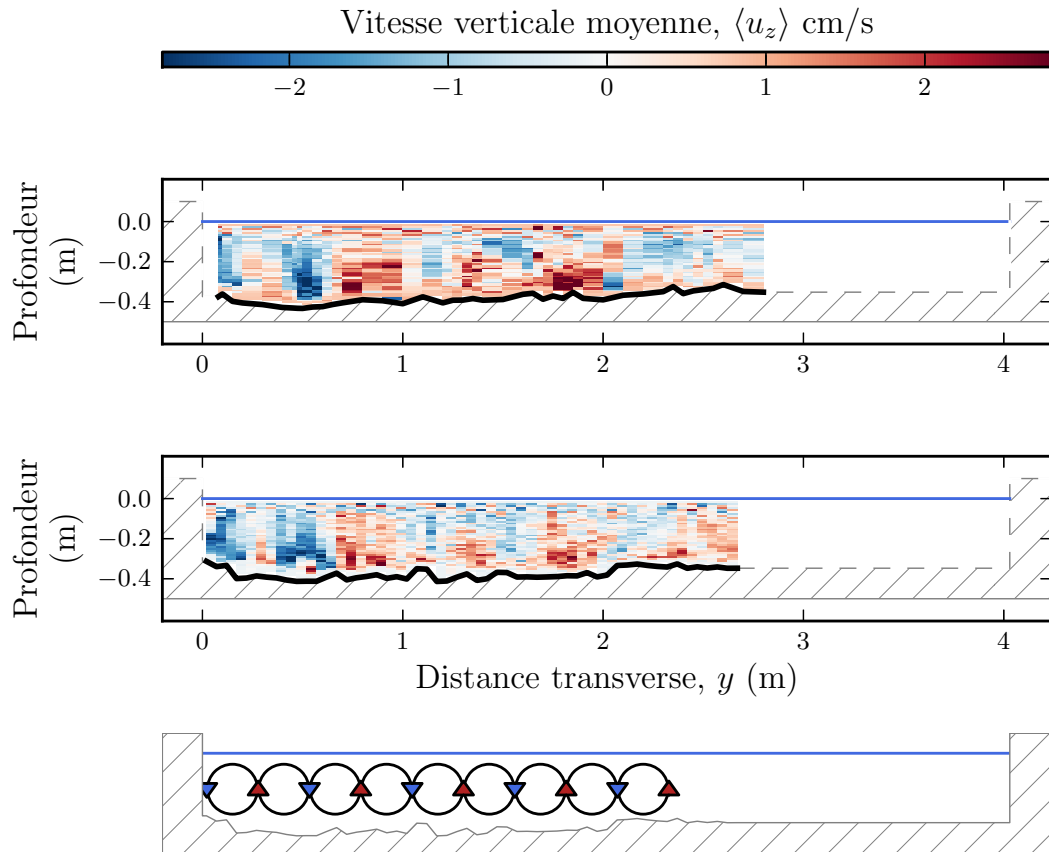 Vitesse verticale moyenne, ⟨u_z⟩ cm/s
−2 −1 0 1 2
Profondeur
(m)
0.0
−0.2
−0.4
0 1 2 3 4
Profondeur
(m)
0.0
−0.2
−0.4
0 1 2 3 4
Distance transverse, y (m)